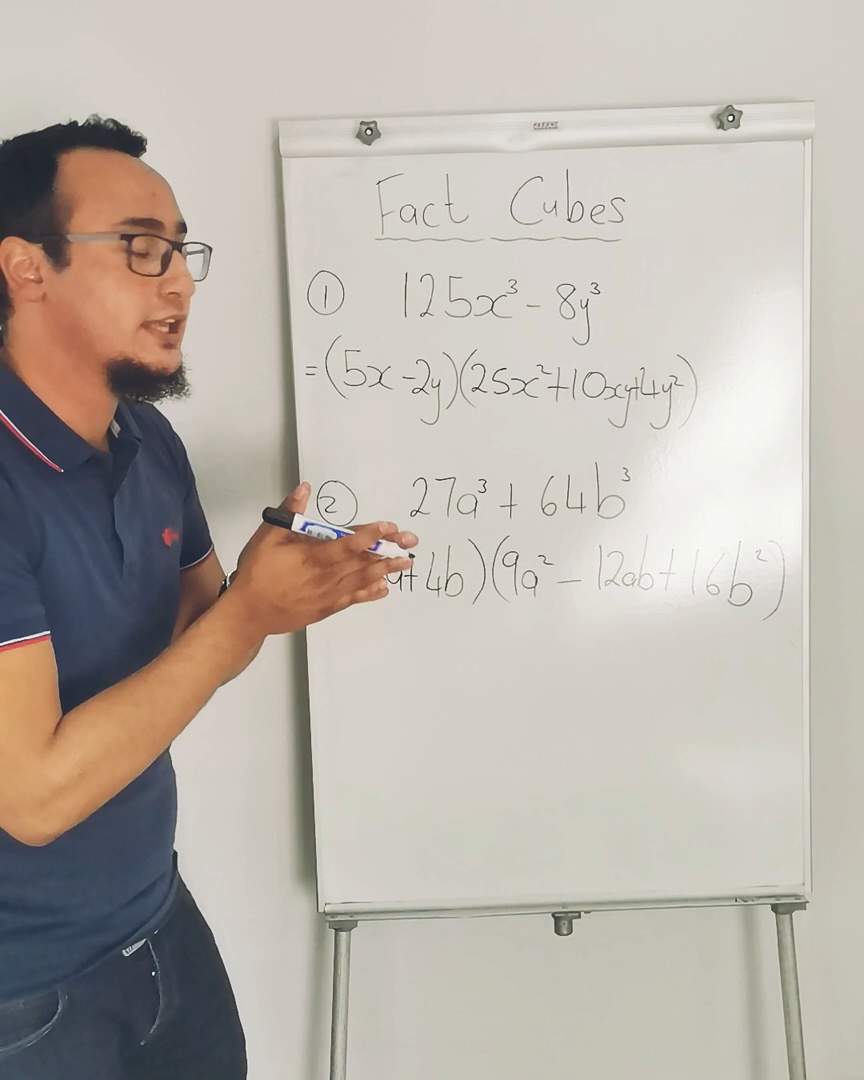 Fact Cubes
① 125x³ - 8y³
=(5x-2y)(25x²+10xy+4y²)
② 27a³ + 64b³
a+4b)(9a² - 12ab+16b²)